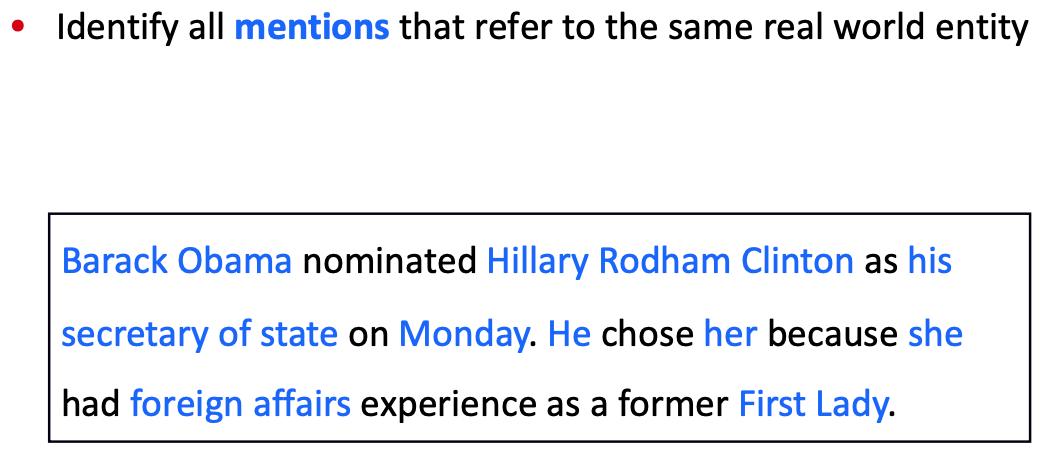 • Identify all mentions that refer to the same real world entity
Barack Obama nominated Hillary Rodham Clinton as his
secretary of state on Monday. He chose her because she
had foreign affairs experience as a former First Lady.